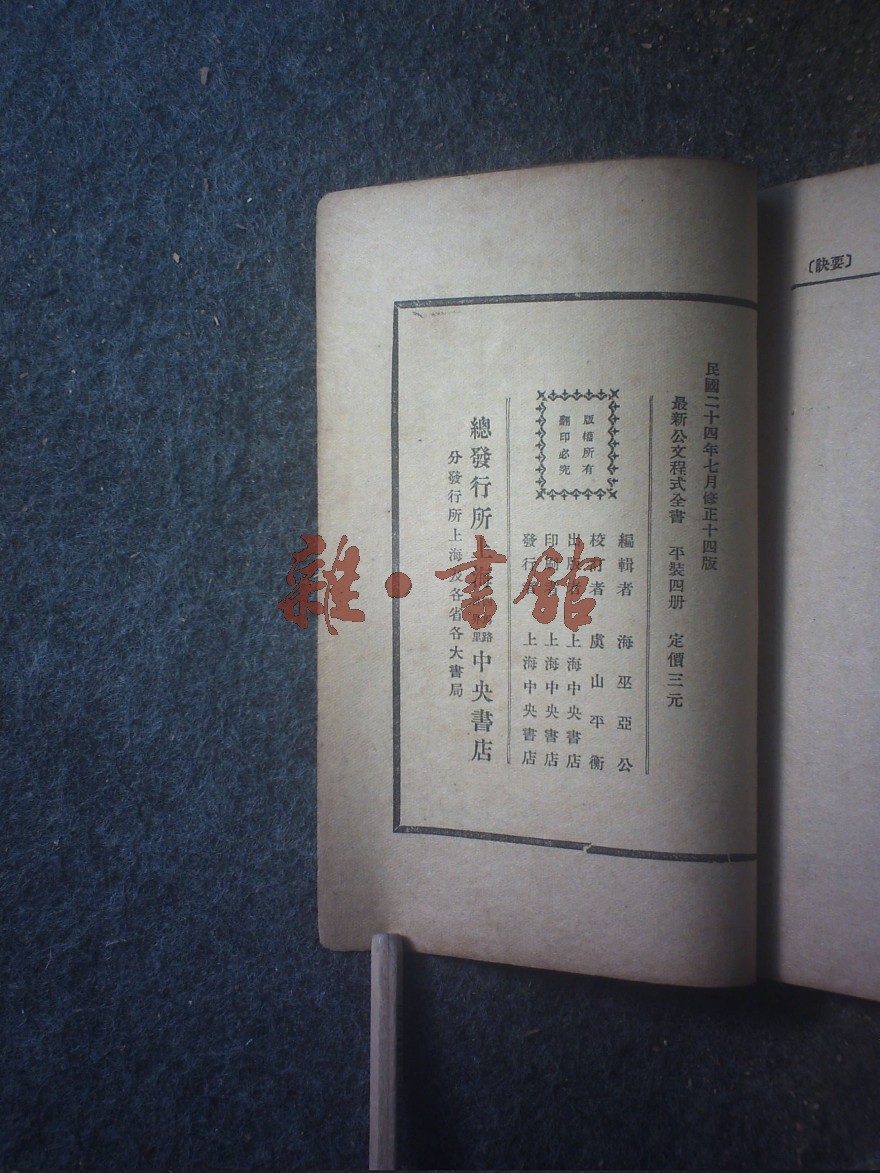 民國二十四年七月修正十四版
最新公文程式全書 平裝四册 定價三元
版權所有
翻印必究
編輯者 海巫亞公
校訂者 虞山平衡
出版者 上海中央書店
印刷者 上海中央書店
發行者 上海中央書店
總發行所上海 路 里 中央書店
分發行所上海及各省各大書局
〔要訣〕
雜·書館